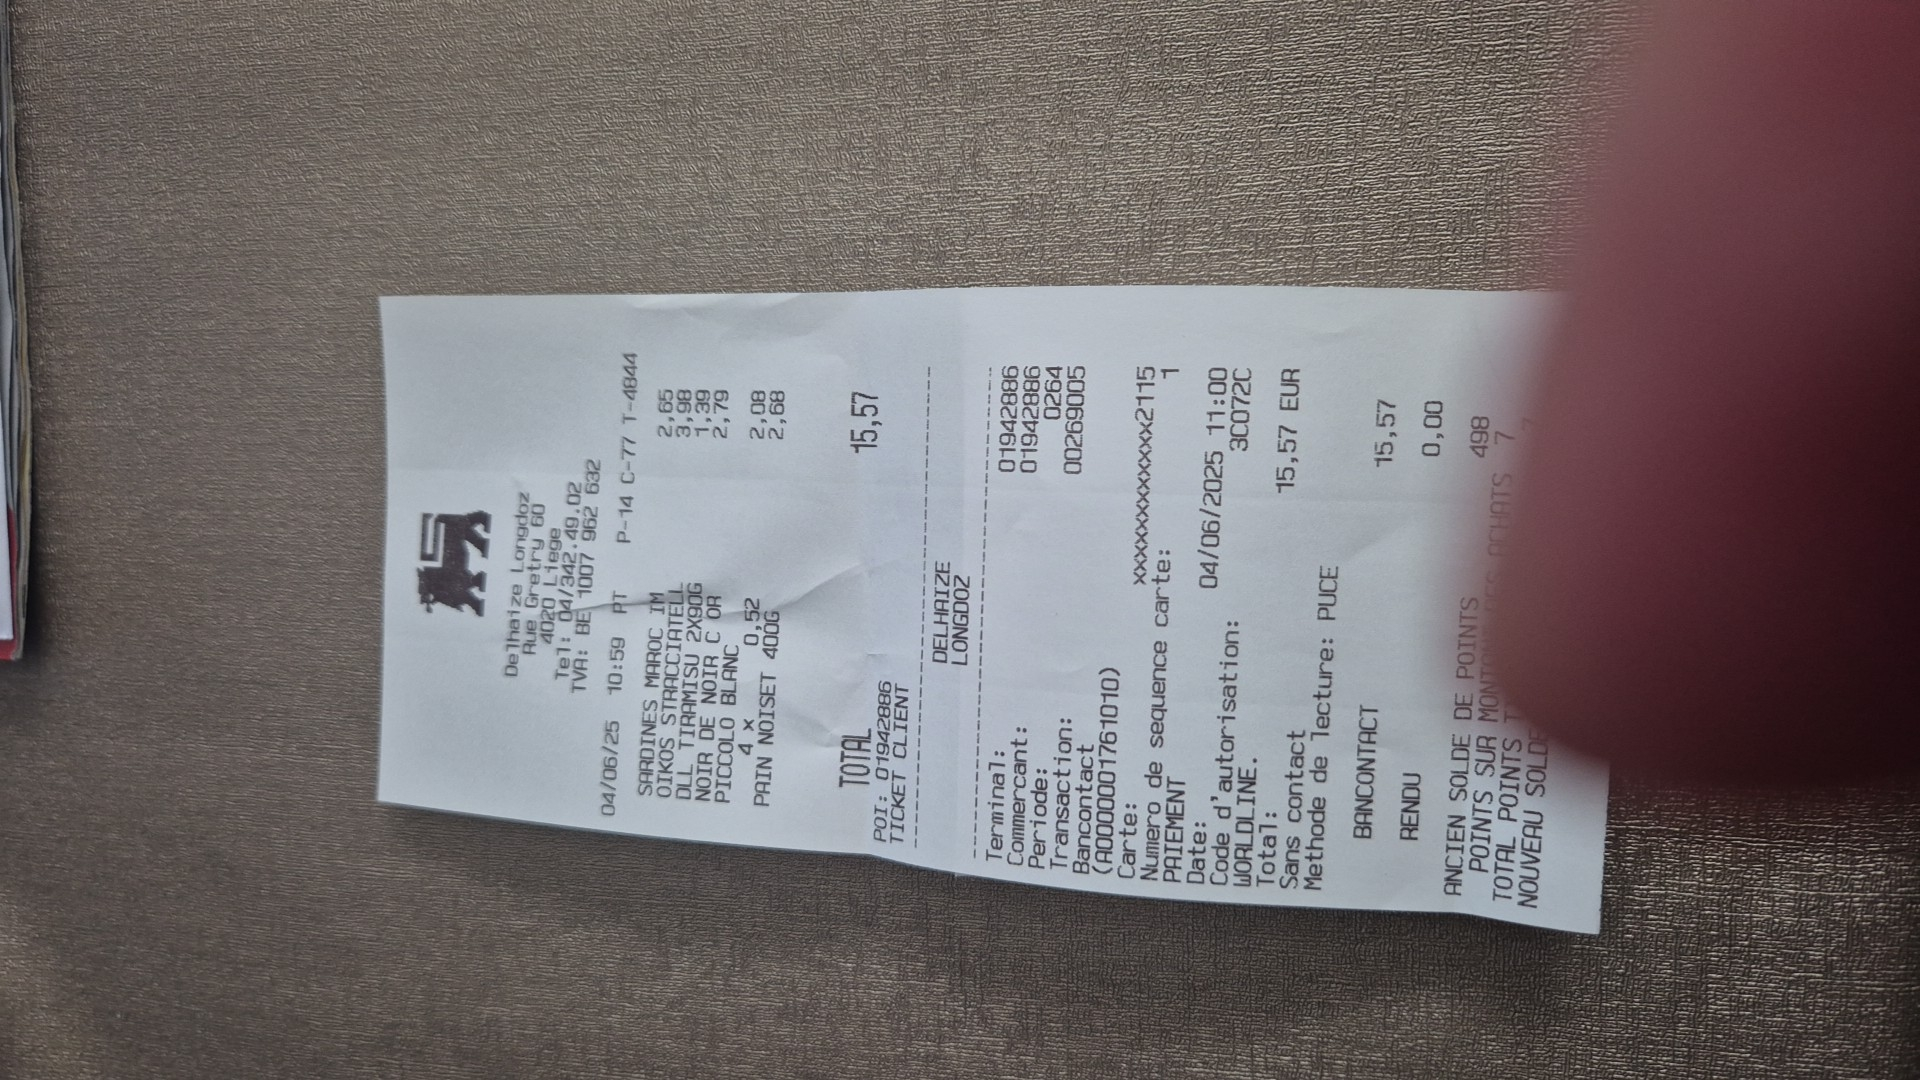 Delhaize Longdoz
Rue Gretry 60
4020 Liege
Tel: 04/342.49.02
TVA: BE 1007 962 632
04/06/25 10:59 PT P-14 C-77 T-4844
SARDINES MAROC IM 2,65
OIKOS STRACCIATELL 3,98
DLL TIRAMISU 2X90G 1,39
NOIR DE NOIR C OR 2,79
PICCOLO BLANC
4 x 0,52 2,08
PAIN NOISET 400G 2,68
TOTAL 15,57
POI: 01942886
TICKET CLIENT
DELHAIZE
LONGDOZ
Terminal: 01942886
Commercant: 01942886
Periode: 0264
Transaction: 00269005
Bancontact
(A0000001761010)
Carte: xxxxxxxxxxxxxxx2115
Numero de sequence carte: 1
PAIEMENT
Date: 04/06/2025 11:00
Code d'autorisation: 3C072C
WORLDLINE.
Total: 15,57 EUR
Sans contact
Methode de lecture: PUCE
BANCONTACT 15,57
RENDU 0,00
ANCIEN SOLDE DE POINTS 498
POINTS SUR ACHATS 7
TOTAL POINTS
NOUVEAU SOLDE